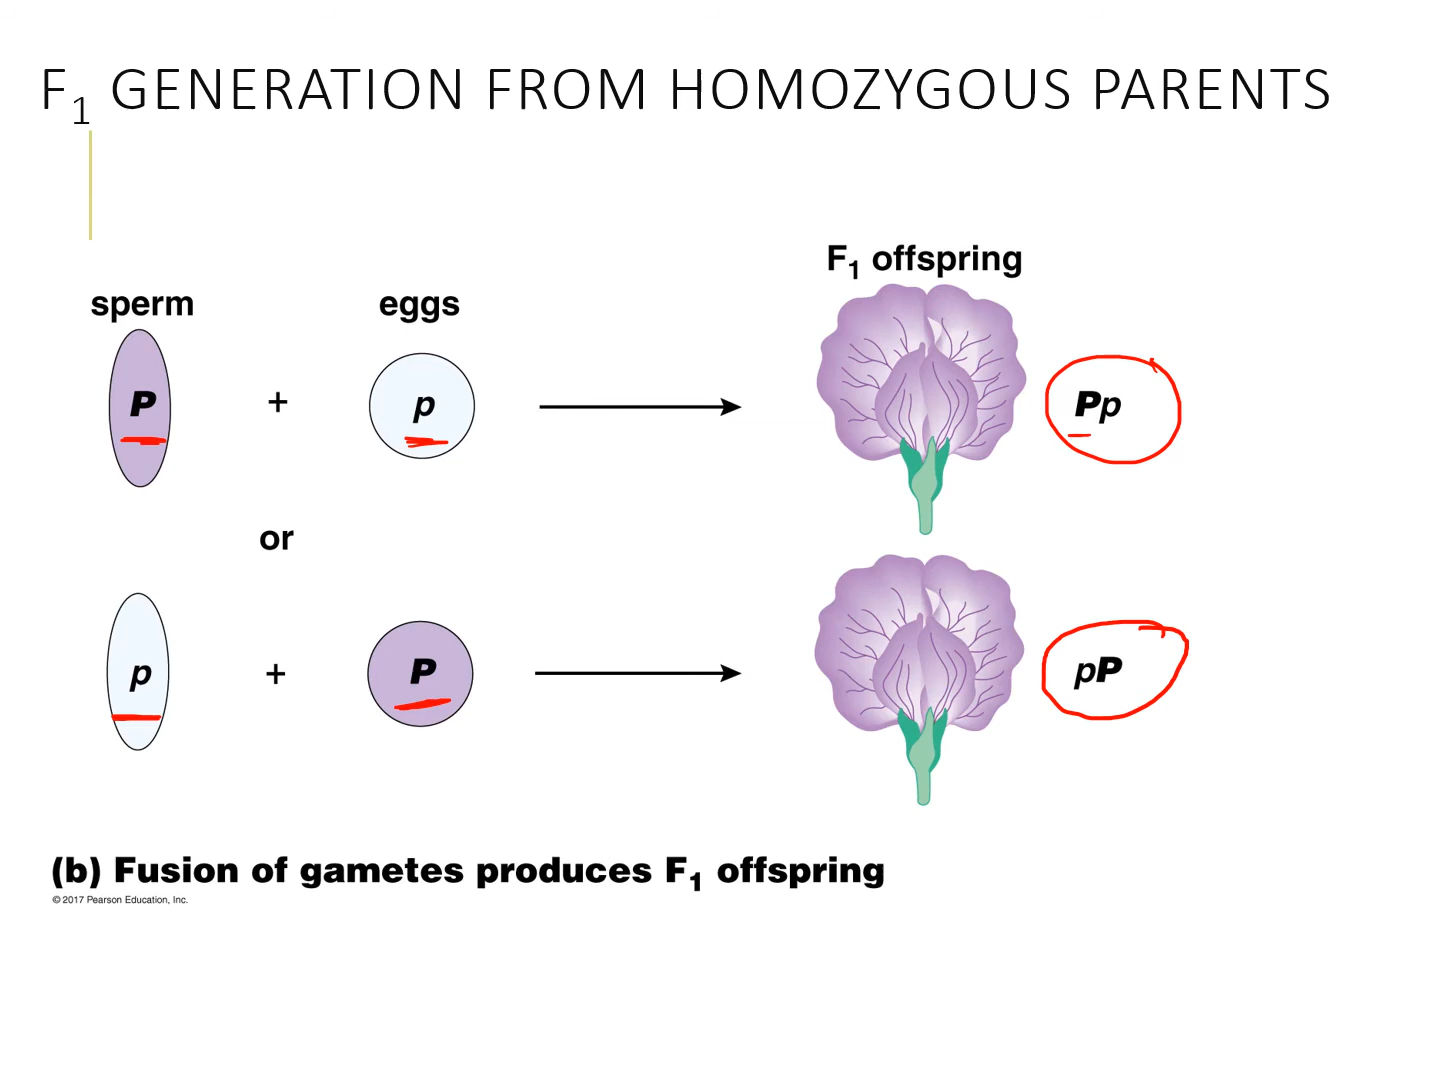 F₁ GENERATION FROM HOMOZYGOUS PARENTS
F₁ offspring
sperm eggs
P + p Pp
or
p + P pP
(b) Fusion of gametes produces F₁ offspring
© 2017 Pearson Education, Inc.